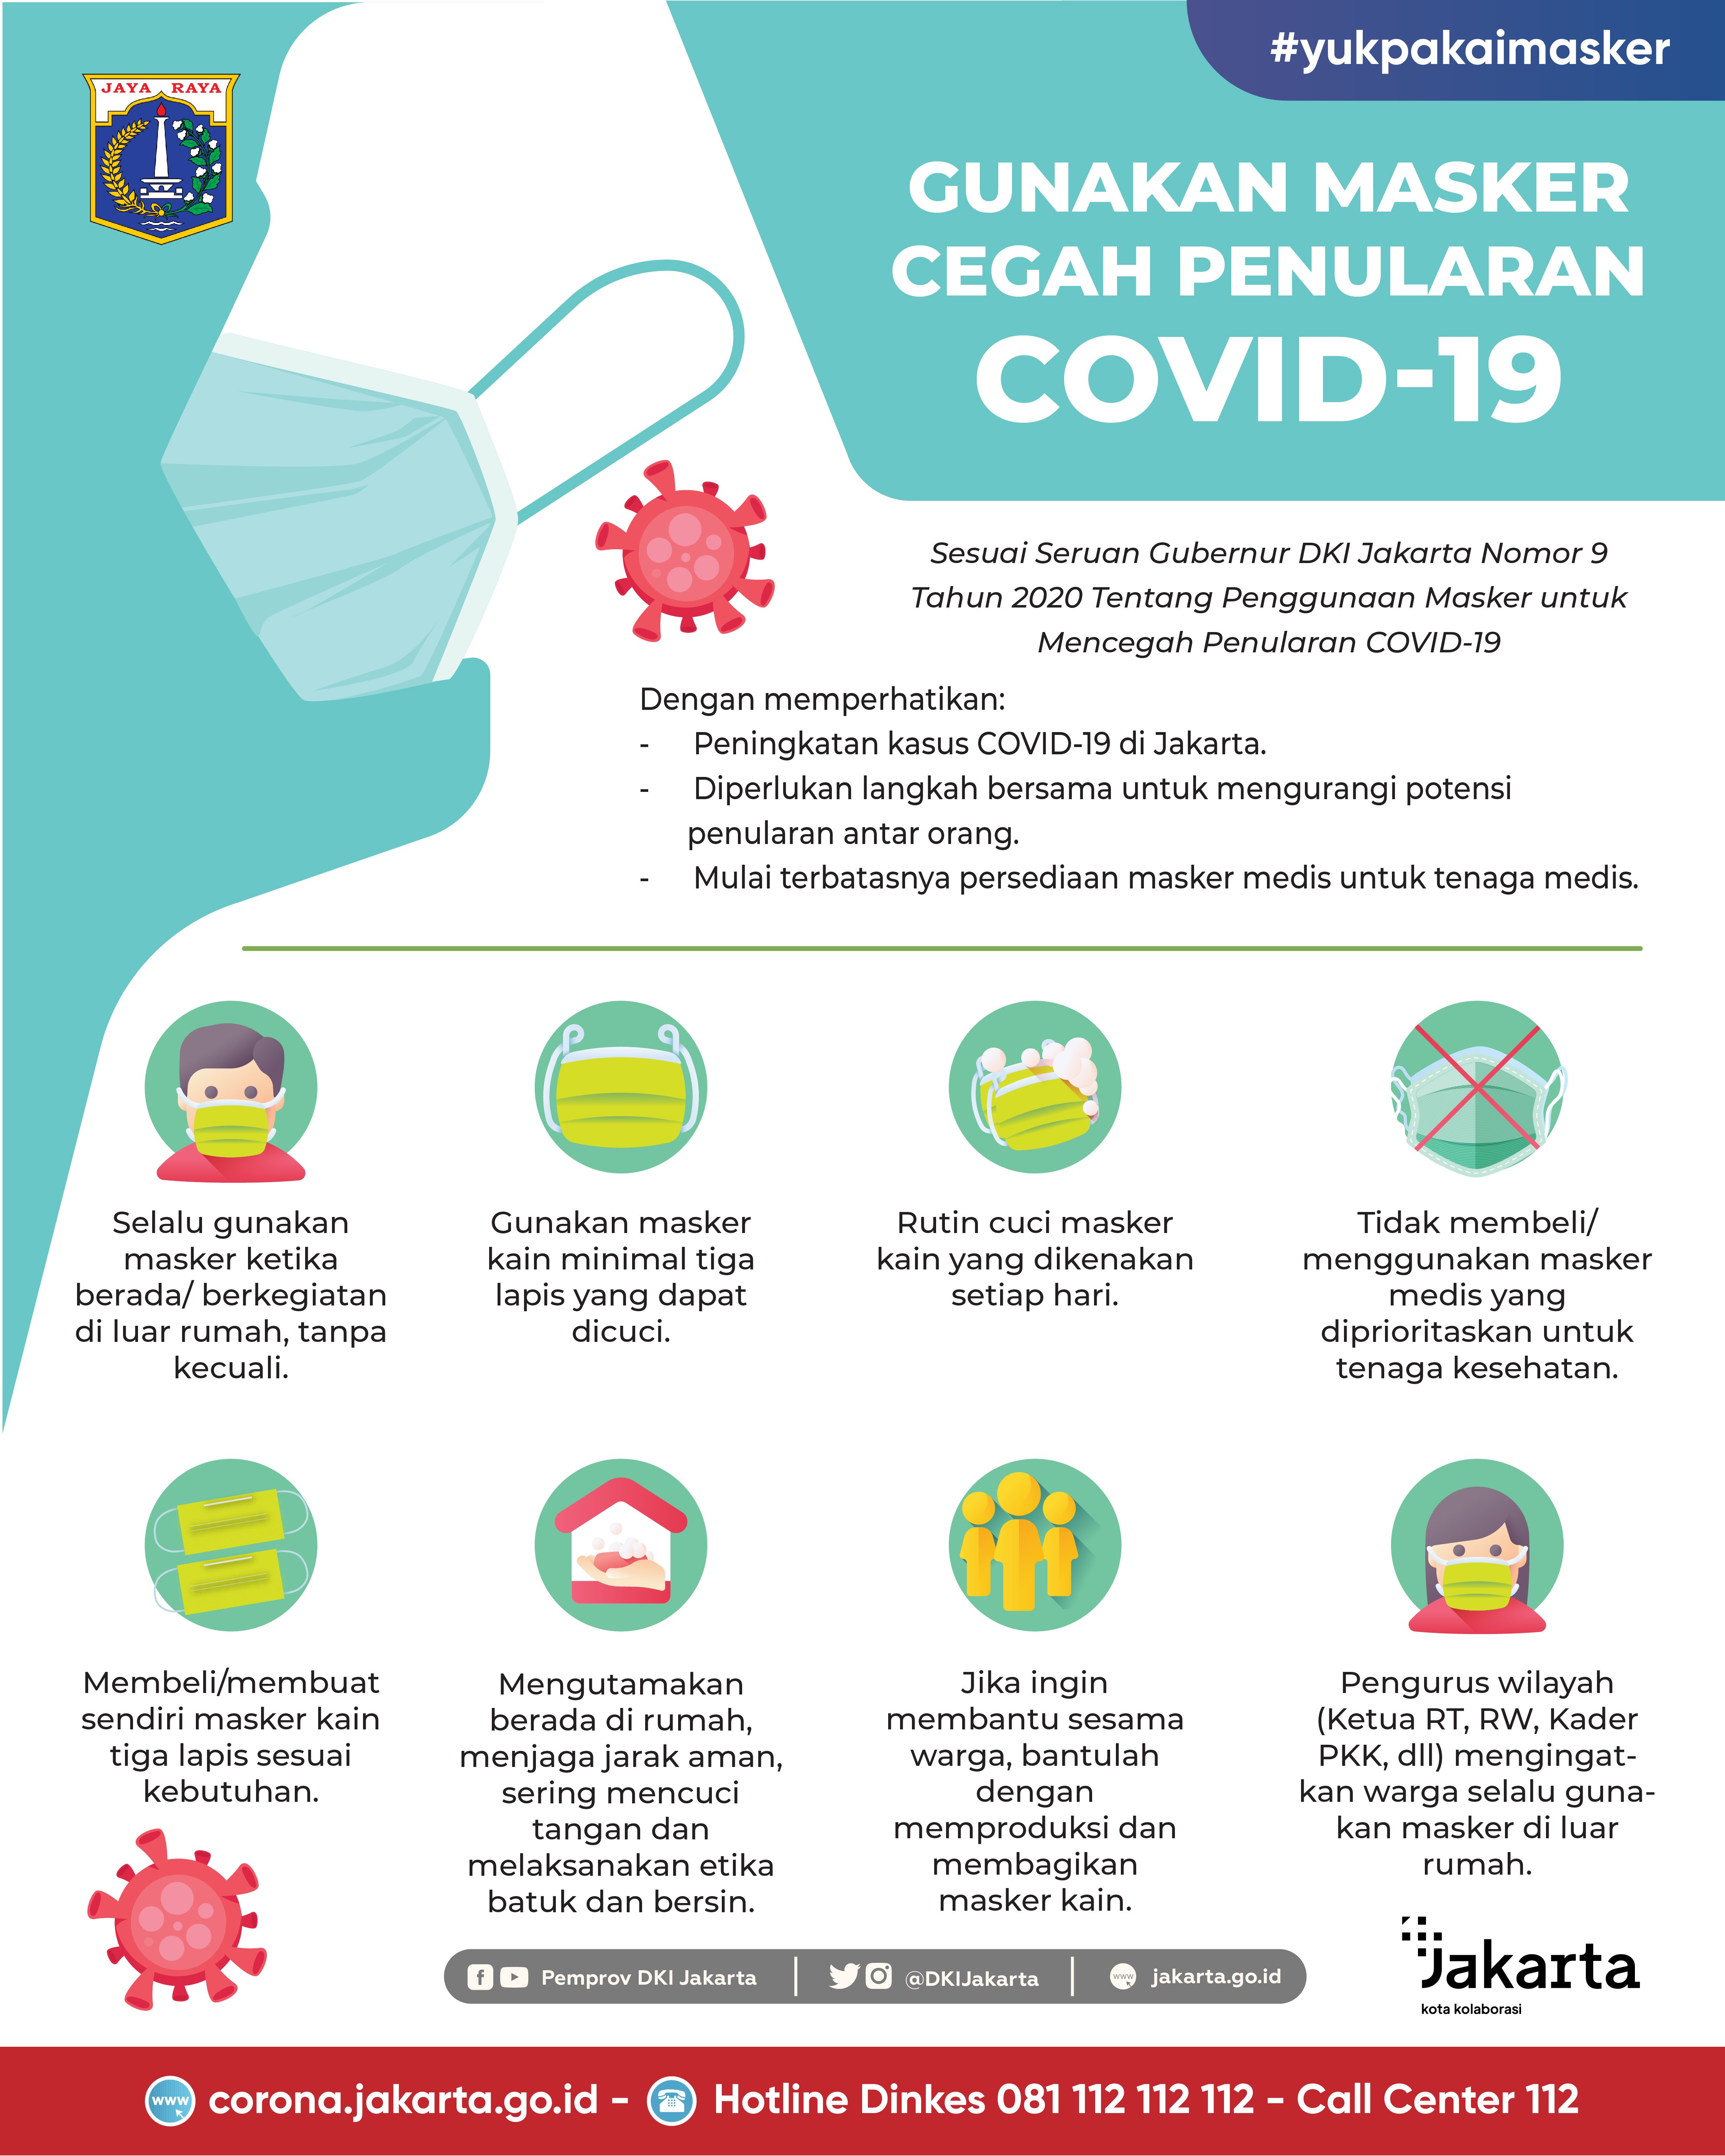 #yukpakaimasker
JAYA RAYA
GUNAKAN MASKER
CEGAH PENULARAN
COVID-19
Sesuai Seruan Gubernur DKI Jakarta Nomor 9
Tahun 2020 Tentang Penggunaan Masker untuk
Mencegah Penularan COVID-19
Dengan memperhatikan:
- Peningkatan kasus COVID-19 di Jakarta.
- Diperlukan langkah bersama untuk mengurangi potensi
penularan antar orang.
- Mulai terbatasnya persediaan masker medis untuk tenaga medis.
Selalu gunakan
masker ketika
berada/ berkegiatan
di luar rumah, tanpa
kecuali.
Gunakan masker
kain minimal tiga
lapis yang dapat
dicuci.
Rutin cuci masker
kain yang dikenakan
setiap hari.
Tidak membeli/
menggunakan masker
medis yang
diprioritaskan untuk
tenaga kesehatan.
Membeli/membuat
sendiri masker kain
tiga lapis sesuai
kebutuhan.
Mengutamakan
berada di rumah,
menjaga jarak aman,
sering mencuci
tangan dan
melaksanakan etika
batuk dan bersin.
Jika ingin
membantu sesama
warga, bantulah
dengan
memproduksi dan
membagikan
masker kain.
Pengurus wilayah
(Ketua RT, RW, Kader
PKK, dll) mengingat-
kan warga selalu guna-
kan masker di luar
rumah.
Pemprov DKI Jakarta
@DKIJakarta
www jakarta.go.id
Jakarta
kota kolaborasi
www corona.jakarta.go.id - Hotline Dinkes 081 112 112 112 - Call Center 112